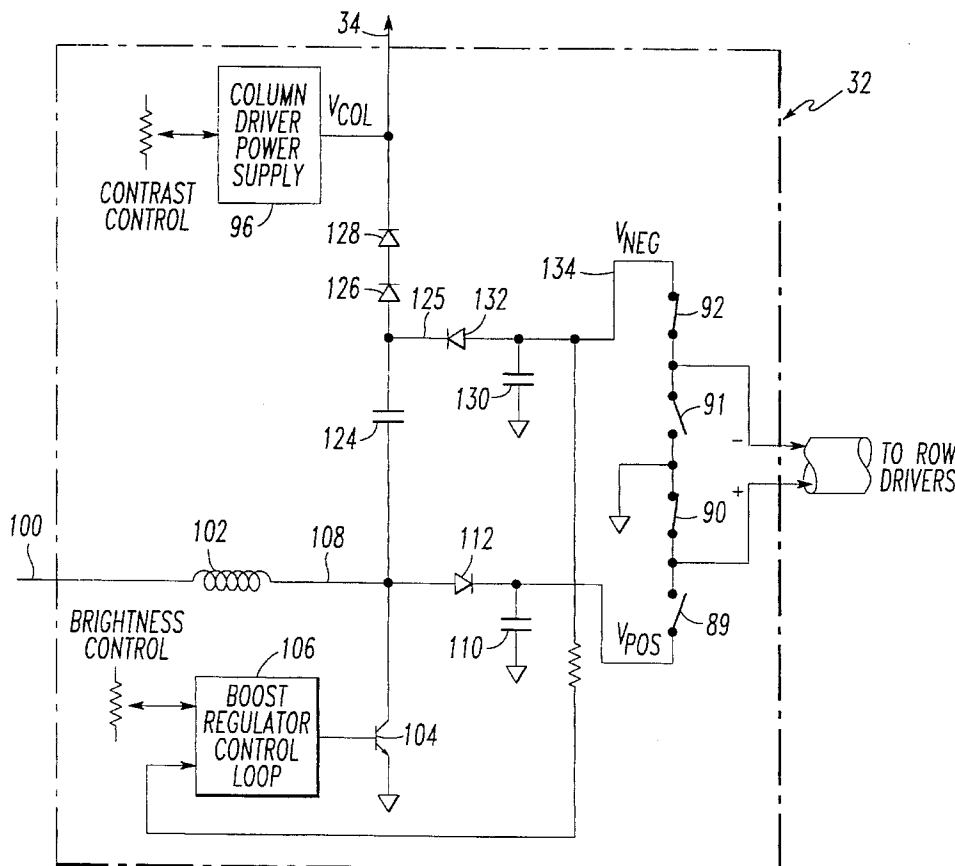 34
32
COLUMN
DRIVER
POWER
SUPPLY
V_COL
CONTRAST
CONTROL
96
128
126
125
132
134
V_NEG
92
130
91
124
−
TO ROW
DRIVERS
+
90
100
102
108
112
89
BRIGHTNESS
CONTROL
110
V_POS
106
BOOST
REGULATOR
CONTROL
LOOP
104